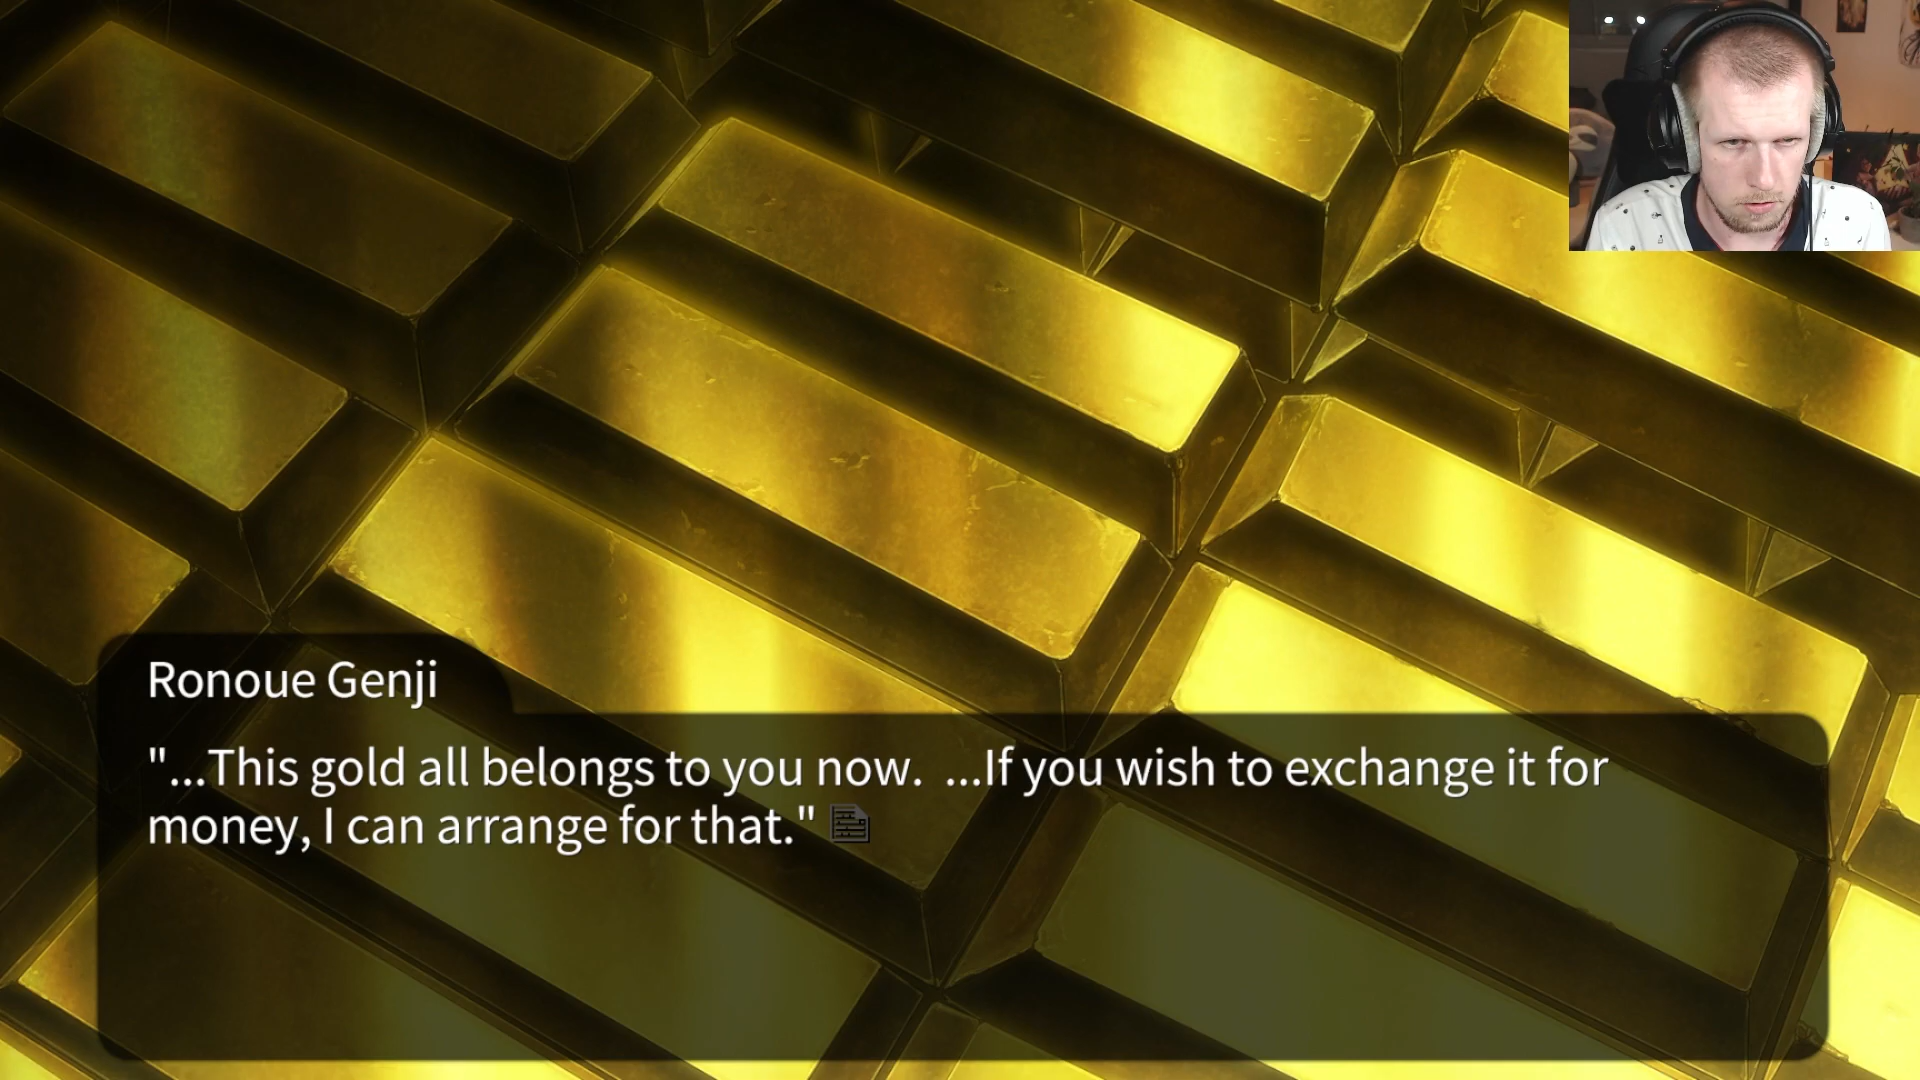 Ronoue Genji
"...This gold all belongs to you now.  ...If you wish to exchange it for
money, I can arrange for that."